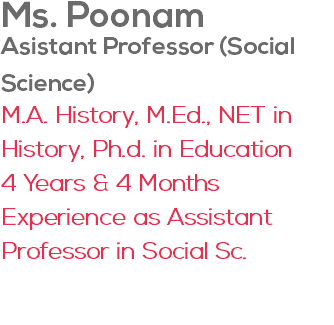 Ms. Poonam
Asistant Professor (Social
Science)
M.A. History, M.Ed., NET in
History, Ph.d. in Education
4 Years & 4 Months
Experience as Assistant
Professor in Social Sc.